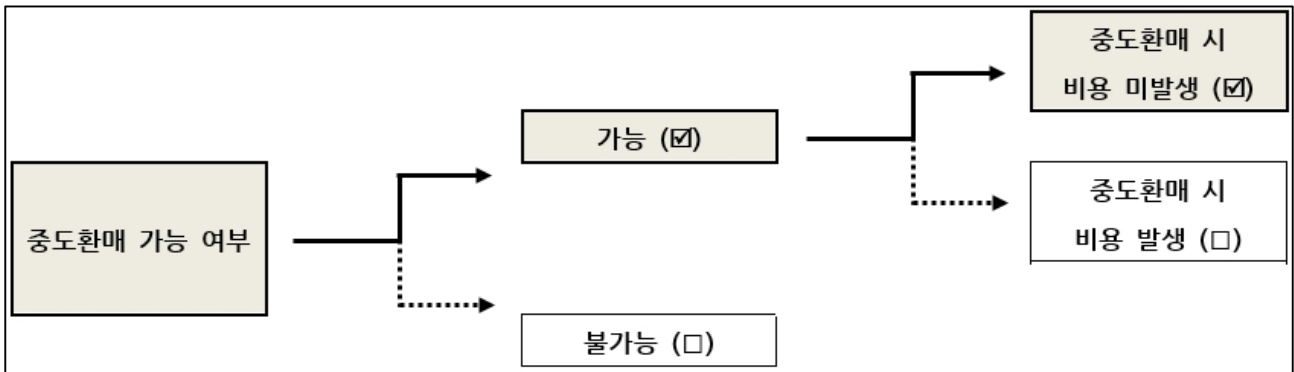 중도환매 가능 여부
가능 (☑)
불가능 (□)
중도환매 시
비용 미발생 (☑)
중도환매 시
비용 발생 (□)